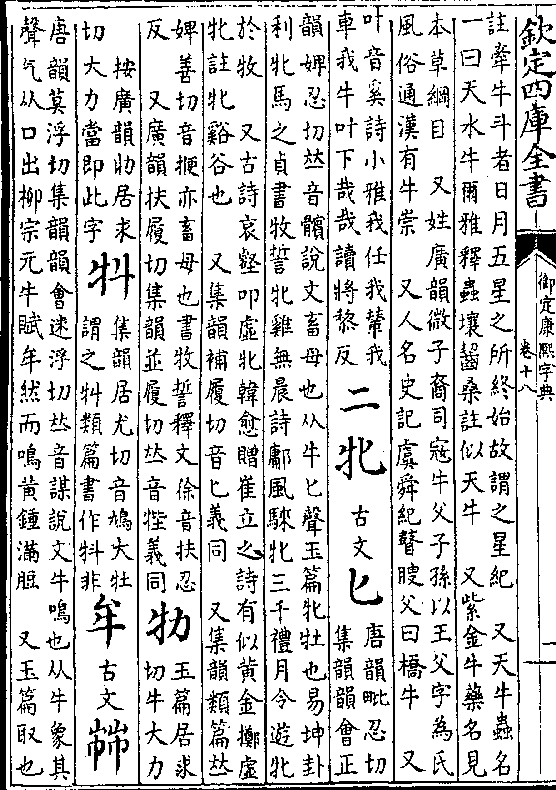 欽定四庫全書
御定康熙字典
卷十八
註牽牛斗者日月五星之所終始故謂之星紀　又天牛蟲名
一曰天水牛爾雅釋蟲壤齧桑註似天牛　又紫金牛藥名見
本草綱目　又姓廣韻微子裔司寇牛父子孫以王父字為氏
風俗通漢有牛崇　又人名史記虞舜紀瞽瞍父曰橋牛　又
叶音奚詩小雅我任我輦我
車我牛叶下哉哉讀將黎反
二牝
古文
匕
唐韻毗忍切
集韻韻會正
韻婢忍切𠀤音髕說文畜母也从牛匕聲玉篇牝牡也易坤卦
利牝馬之貞書牧誓牝雞無晨詩鄘風騋牝三千禮月令遊牝
於牧　又古詩哀壑叩虛牝韓愈贈崔立之詩有似黄金擲虛
牝註牝谿谷也　又集韻補履切音匕義同　又集韻類篇𠀤
婢善切音揙亦畜母也書牧誓釋文徐音扶忍
反　又廣韻扶履切集韻並履切𠀤音義同
牞
玉篇居求
切牛大力
按廣韻居求
切大力當即此字
集韻居尤切音鳩大牡
謂之類篇書作非
牟
古文
唐韻莫浮切集韻韻會迷浮切𠀤音謀說文牛鳴也从牛象其
聲气从口出柳宗元牛賦牟然而鳴黄鍾滿脰　又玉篇取也